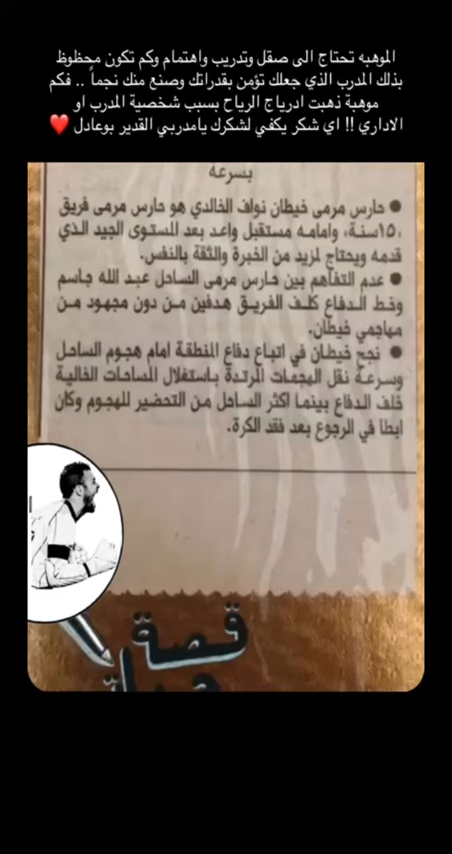 الموهبه تحتاج الى صقل وتدريب واهتمام وكم تكون محظوظ
بذلك المدرب الذي جعلك تؤمن بقدراتك وصنع منك نجماً .. فكم
موهبة ذهبت ادرياج الرياح بسبب شخصية المدرب او
الاداري !! اي شكر يكفي لشكرك يامدربي القدير بوعادل ❤️
بسرعة
● حارس مرمى خيطان نواف الخالدي هو حارس مرمى فريق
«١٥سنة» وامامه مستقبل واعد بعد المستوى الجيد الذي
قدمه ويحتاج لمزيد من الخبرة والثقة بالنفس.
● عدم التفاهم بين حارس مرمى الساحل عبد الله جاسم
وخط الدفاع كلف الفريق هدفين من دون مجهود من
مهاجمي خيطان.
● نجح خيطان في اتباع دفاع المنطقة امام هجوم الساحل
وسرعة نقل الهجمات المرتدة باستغلال المساحات الخالية
خلف الدفاع بينما اكثر الساحل من التحضير للهجوم وكان
ابطا في الرجوع بعد فقد الكرة.
قصة